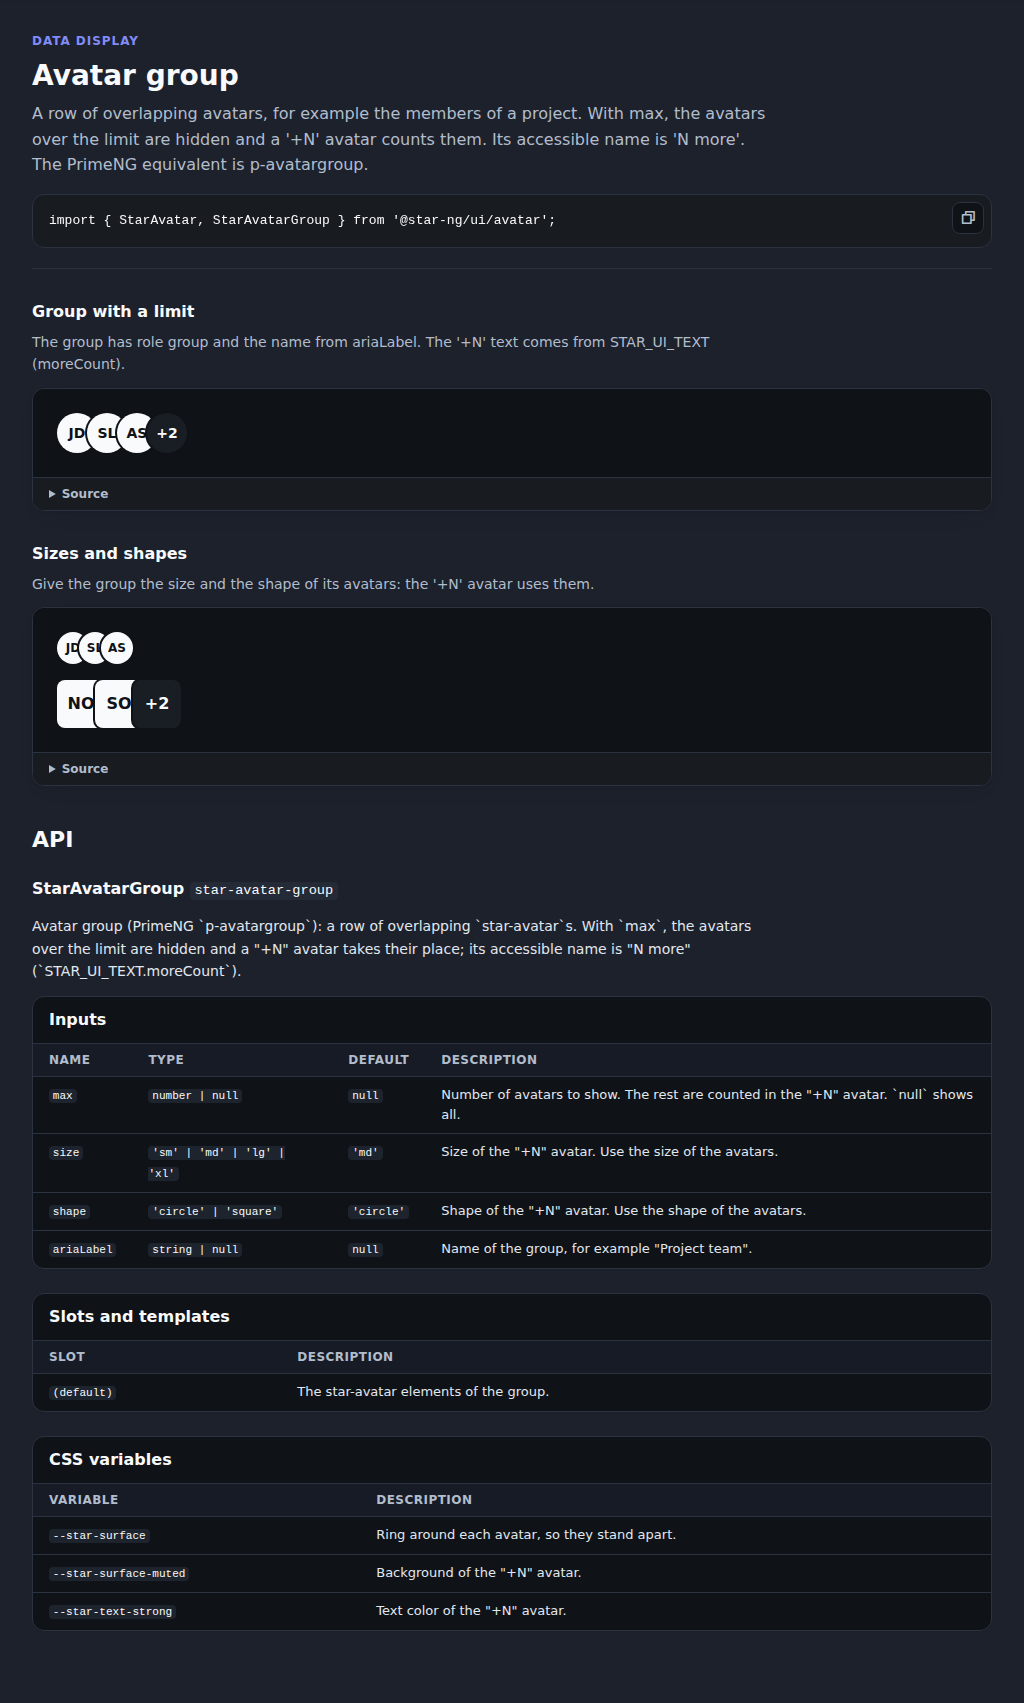 DATA DISPLAY
Avatar group
A row of overlapping avatars, for example the members of a project. With max, the avatars
over the limit are hidden and a '+N' avatar counts them. Its accessible name is 'N more'.
The PrimeNG equivalent is p-avatargroup.
import { StarAvatar, StarAvatarGroup } from '@star-ng/ui/avatar';
Group with a limit
The group has role group and the name from ariaLabel. The '+N' text comes from STAR_UI_TEXT
(moreCount).
JD SL AS +2
Source
Sizes and shapes
Give the group the size and the shape of its avatars: the '+N' avatar uses them.
JD SL AS
NO SO +2
Source
API
StarAvatarGroup star-avatar-group
Avatar group (PrimeNG `p-avatargroup`): a row of overlapping `star-avatar`s. With `max`, the avatars
over the limit are hidden and a "+N" avatar takes their place; its accessible name is "N more"
(`STAR_UI_TEXT.moreCount`).
Inputs
NAME TYPE DEFAULT DESCRIPTION
max number | null null Number of avatars to show. The rest are counted in the "+N" avatar. `null` shows
all.
size 'sm' | 'md' | 'lg' | 'md' Size of the "+N" avatar. Use the size of the avatars.
'xl'
shape 'circle' | 'square' 'circle' Shape of the "+N" avatar. Use the shape of the avatars.
ariaLabel string | null null Name of the group, for example "Project team".
Slots and templates
SLOT DESCRIPTION
(default) The star-avatar elements of the group.
CSS variables
VARIABLE DESCRIPTION
--star-surface Ring around each avatar, so they stand apart.
--star-surface-muted Background of the "+N" avatar.
--star-text-strong Text color of the "+N" avatar.